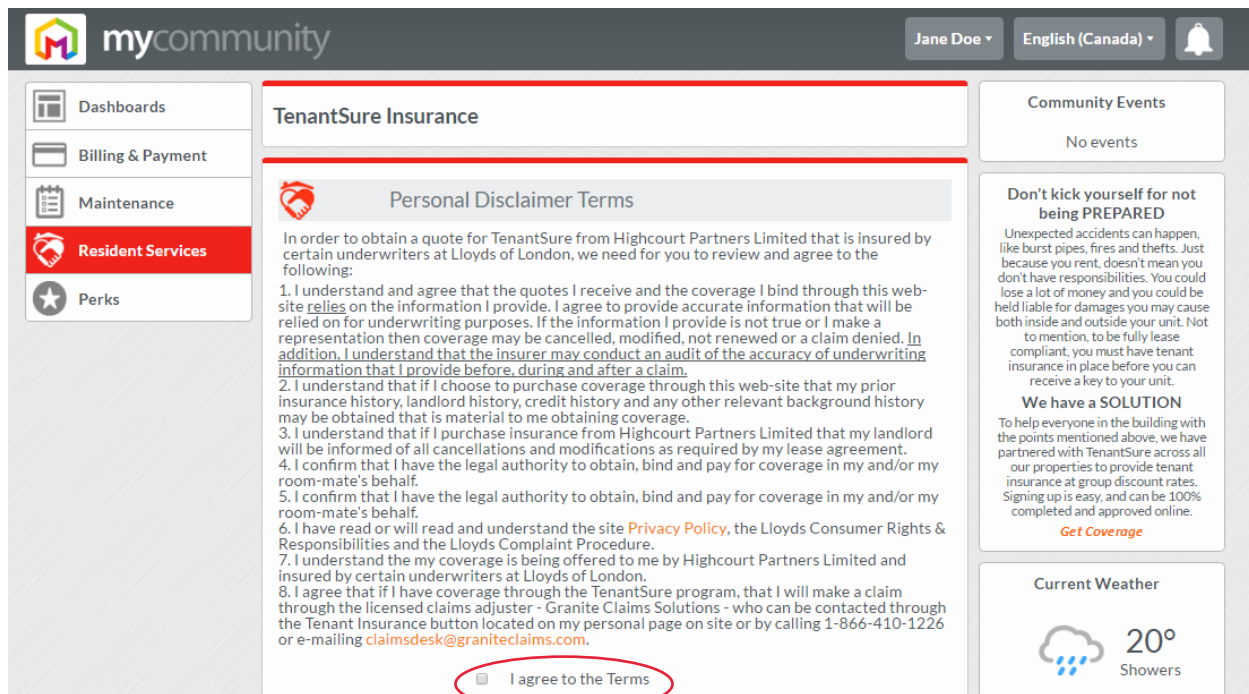 mycommunity
Jane Doe
English (Canada)
Dashboards
Billing & Payment
Maintenance
Resident Services
Perks
TenantSure Insurance
Personal Disclaimer Terms
In order to obtain a quote for TenantSure from Highcourt Partners Limited that is insured by
certain underwriters at Lloyds of London, we need for you to review and agree to the
following:
1. I understand and agree that the quotes I receive and the coverage I bind through this web-
site relies on the information I provide. I agree to provide accurate information that will be
relied on for underwriting purposes. If the information I provide is not true or I make a
representation then coverage may be cancelled, modified, not renewed or a claim denied. In
addition, I understand that the insurer may conduct an audit of the accuracy of underwriting
information that I provide before, during and after a claim.
2. I understand that if I choose to purchase coverage through this web-site that my prior
insurance history, landlord history, credit history and any other relevant background history
may be obtained that is material to me obtaining coverage.
3. I understand that if I purchase insurance from Highcourt Partners Limited that my landlord
will be informed of all cancellations and modifications as required by my lease agreement.
4. I confirm that I have the legal authority to obtain, bind and pay for coverage in my and/or my
room-mate's behalf.
5. I confirm that I have the legal authority to obtain, bind and pay for coverage in my and/or my
room-mate's behalf.
6. I have read or will read and understand the site Privacy Policy, the Lloyds Consumer Rights &
Responsibilities and the Lloyds Complaint Procedure.
7. I understand the my coverage is being offered to me by Highcourt Partners Limited and
insured by certain underwriters at Lloyds of London.
8. I agree that if I have coverage through the TenantSure program, that I will make a claim
through the licensed claims adjuster - Granite Claims Solutions - who can be contacted through
the Tenant Insurance button located on my personal page on site or by calling 1-866-410-1226
or e-mailing claimsdesk@graniteclaims.com.
I agree to the Terms
Community Events
No events
Don't kick yourself for not
being PREPARED
Unexpected accidents can happen,
like burst pipes, fires and thefts. Just
because you rent, doesn't mean you
don't have responsibilities. You could
lose a lot of money and you could be
held liable for damages you may cause
both inside and outside your unit. Not
to mention, to be fully lease
compliant, you must have tenant
insurance in place before you can
receive a key to your unit.
We have a SOLUTION
To help everyone in the building with
the points mentioned above, we have
partnered with TenantSure across all
our properties to provide tenant
insurance at group discount rates.
Signing up is easy, and can be 100%
completed and approved online.
Get Coverage
Current Weather
20°
Showers